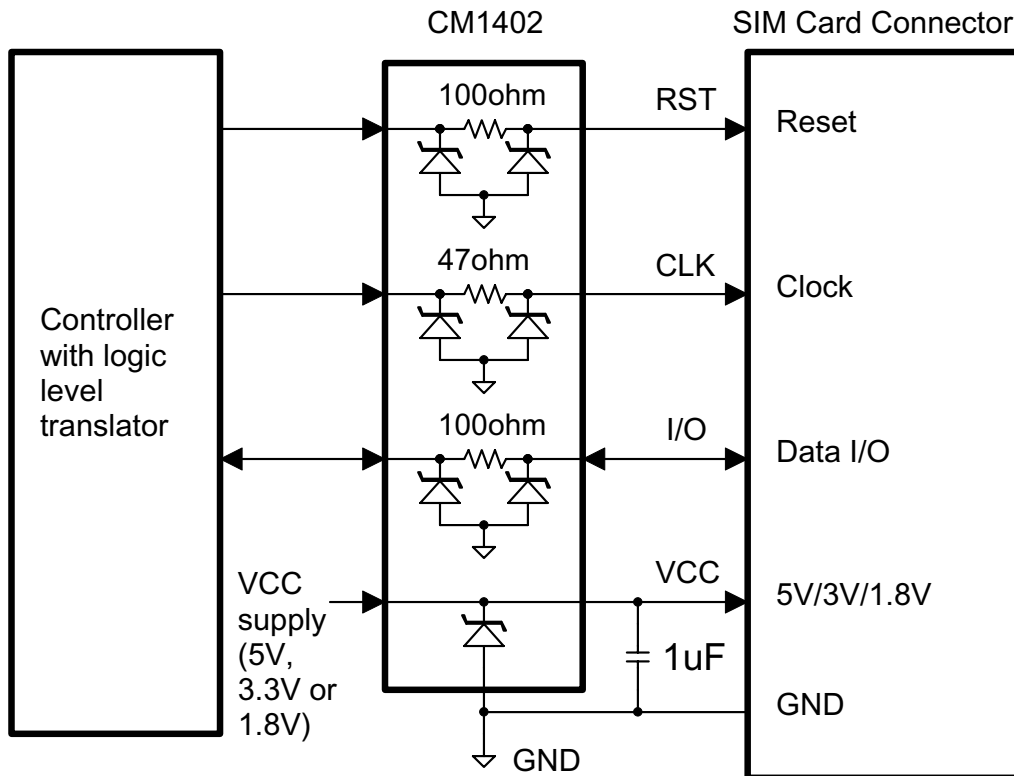 CM1402
SIM Card Connector
100ohm
RST
Reset
47ohm
CLK
Clock
Controller
with logic
level
translator
100ohm
I/O
Data I/O
VCC
supply
(5V,
3.3V or
1.8V)
VCC
5V/3V/1.8V
1uF
GND
GND